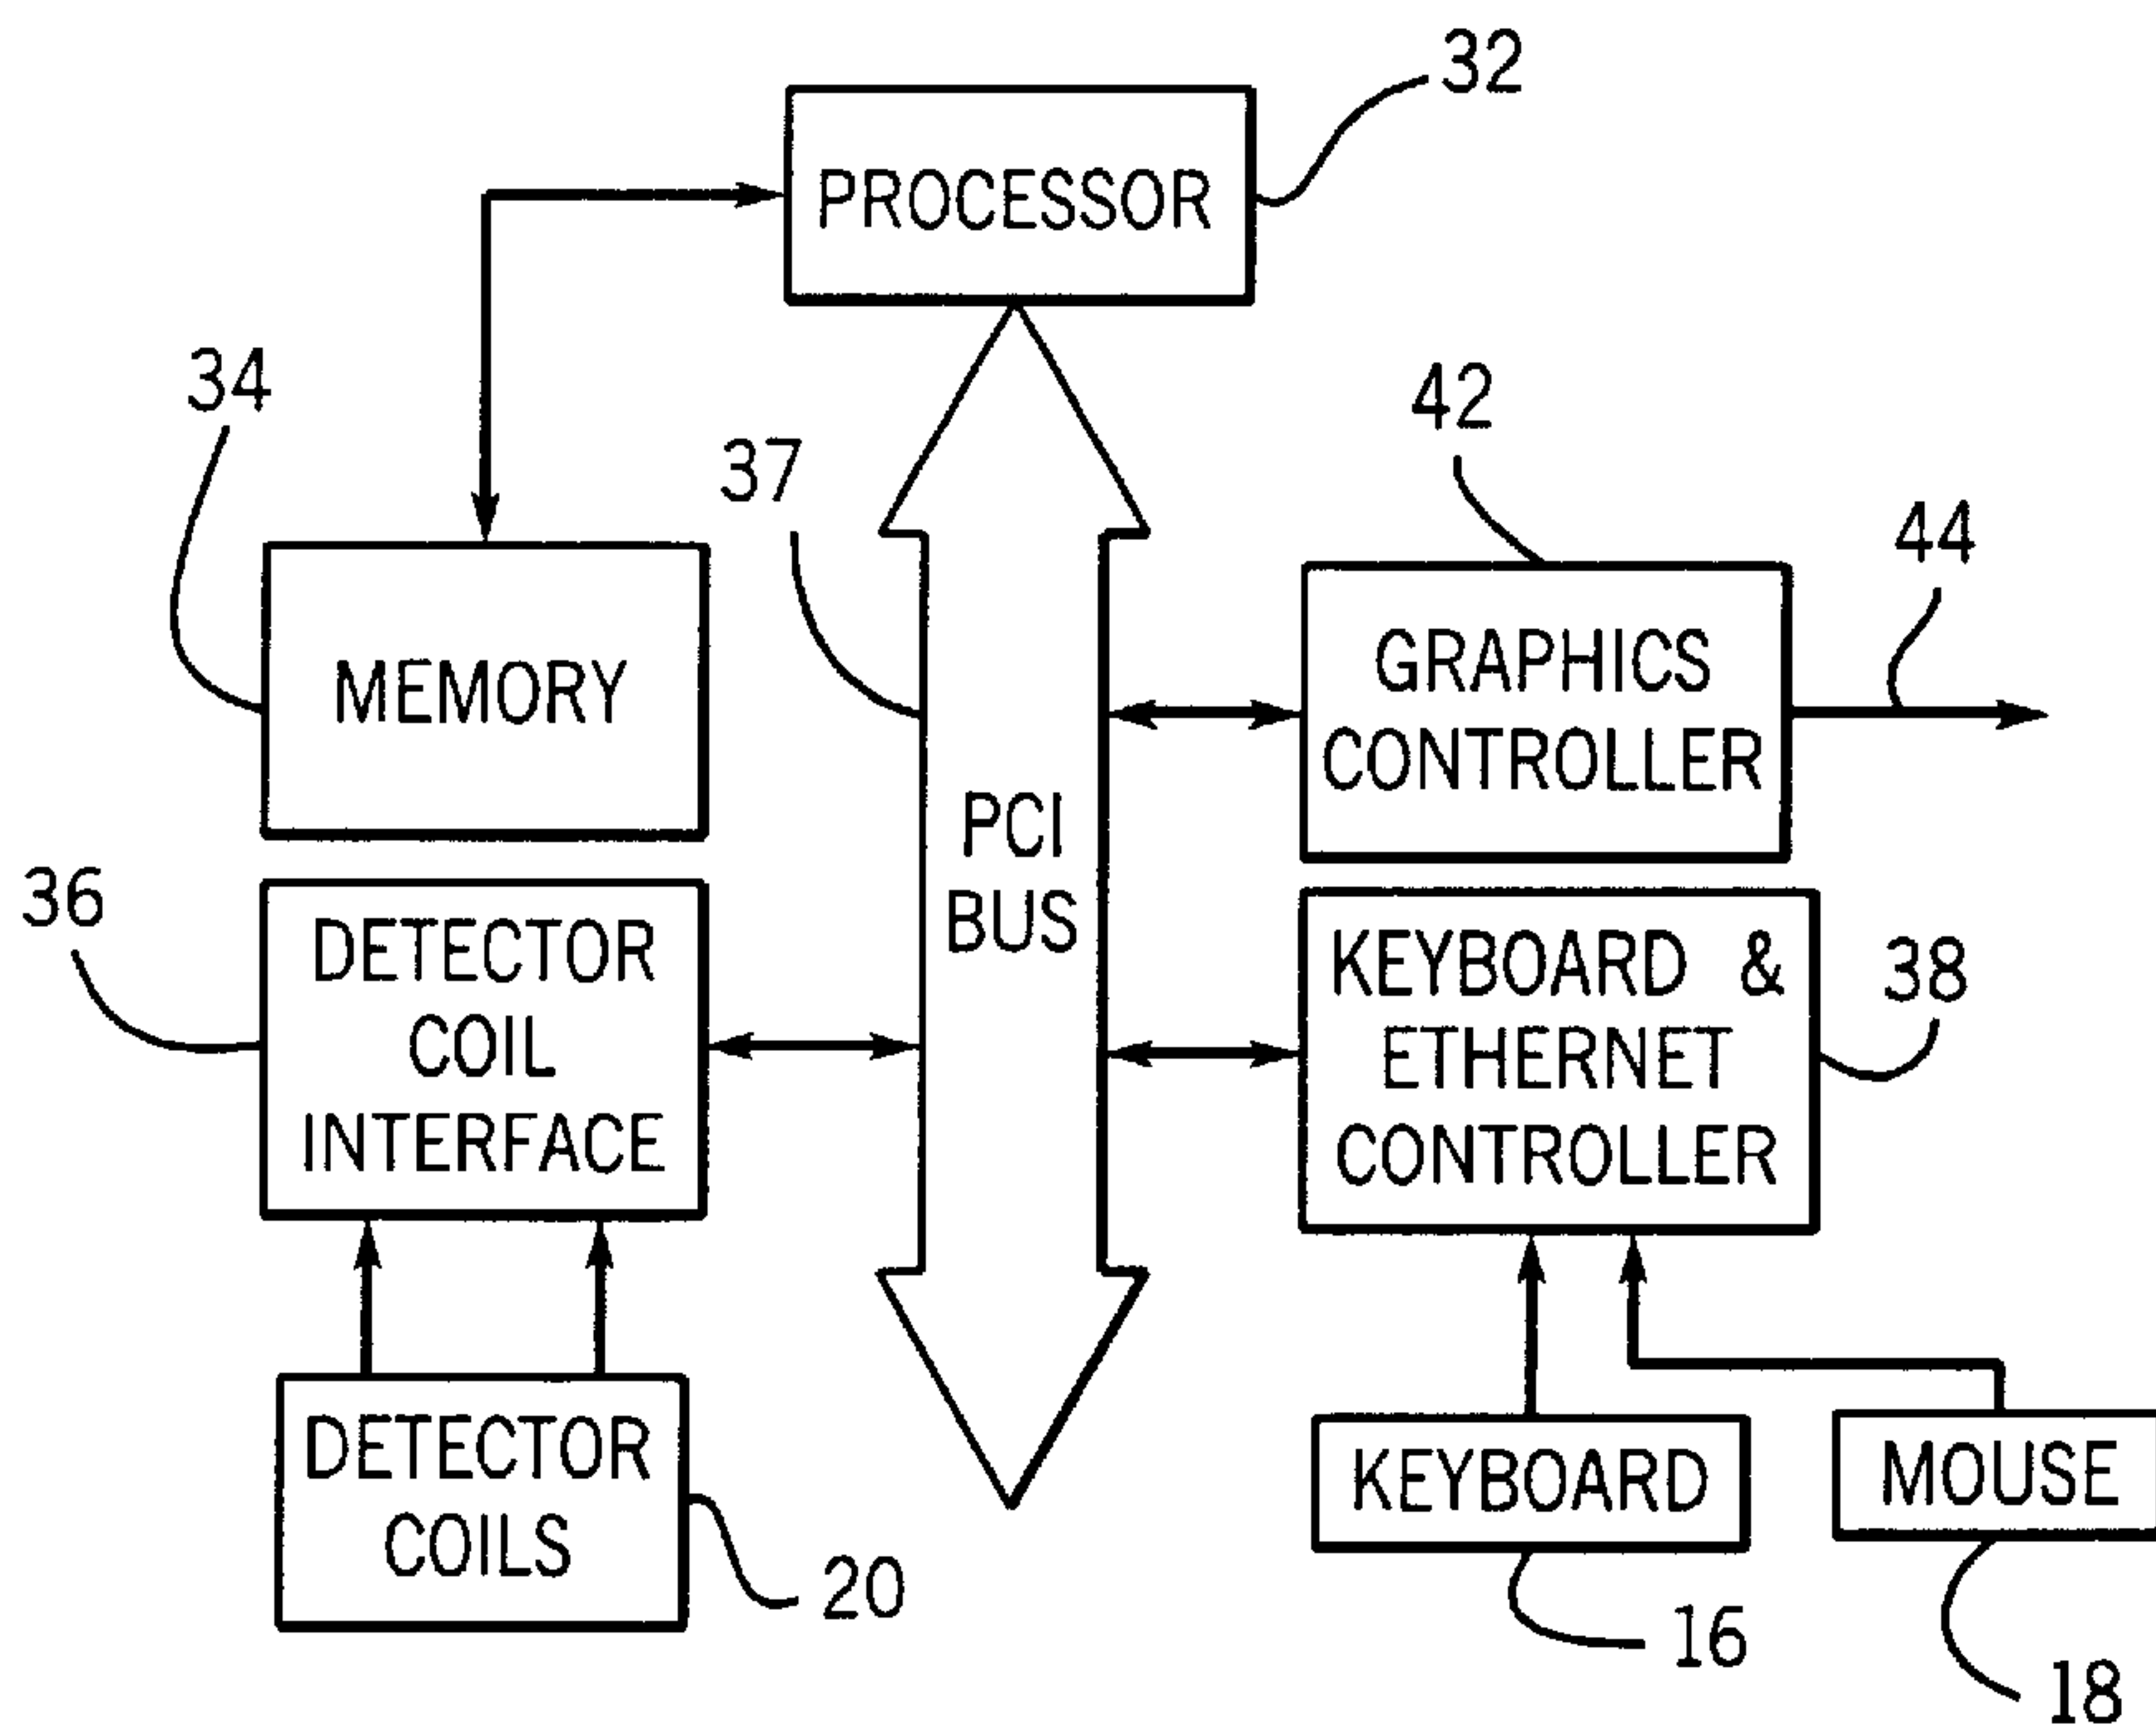 32
PROCESSOR
34
42
37
44
MEMORY
GRAPHICS
CONTROLLER
PCI
BUS
36
DETECTOR
COIL
INTERFACE
KEYBOARD &
ETHERNET
CONTROLLER
38
DETECTOR
COILS
20
KEYBOARD
MOUSE
16
18